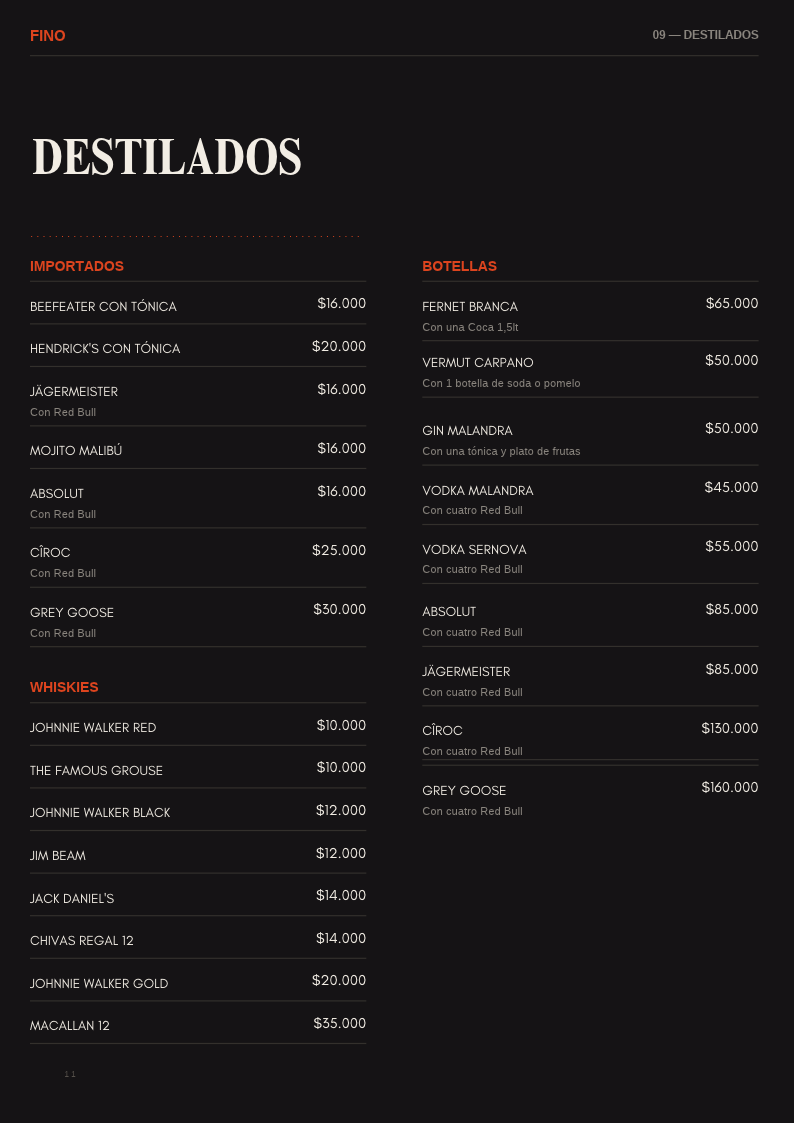 FINO
09 — DESTILADOS
DESTILADOS
IMPORTADOS
BEEFEATER CON TÓNICA $16.000
HENDRICK'S CON TÓNICA $20.000
JÄGERMEISTER $16.000
Con Red Bull
MOJITO MALIBÚ $16.000
ABSOLUT $16.000
Con Red Bull
CÎROC $25.000
Con Red Bull
GREY GOOSE $30.000
Con Red Bull
WHISKIES
JOHNNIE WALKER RED $10.000
THE FAMOUS GROUSE $10.000
JOHNNIE WALKER BLACK $12.000
JIM BEAM $12.000
JACK DANIEL'S $14.000
CHIVAS REGAL 12 $14.000
JOHNNIE WALKER GOLD $20.000
MACALLAN 12 $35.000
BOTELLAS
FERNET BRANCA $65.000
Con una Coca 1,5lt
VERMUT CARPANO $50.000
Con 1 botella de soda o pomelo
GIN MALANDRA $50.000
Con una tónica y plato de frutas
VODKA MALANDRA $45.000
Con cuatro Red Bull
VODKA SERNOVA $55.000
Con cuatro Red Bull
ABSOLUT $85.000
Con cuatro Red Bull
JÄGERMEISTER $85.000
Con cuatro Red Bull
CÎROC $130.000
Con cuatro Red Bull
GREY GOOSE $160.000
Con cuatro Red Bull
11